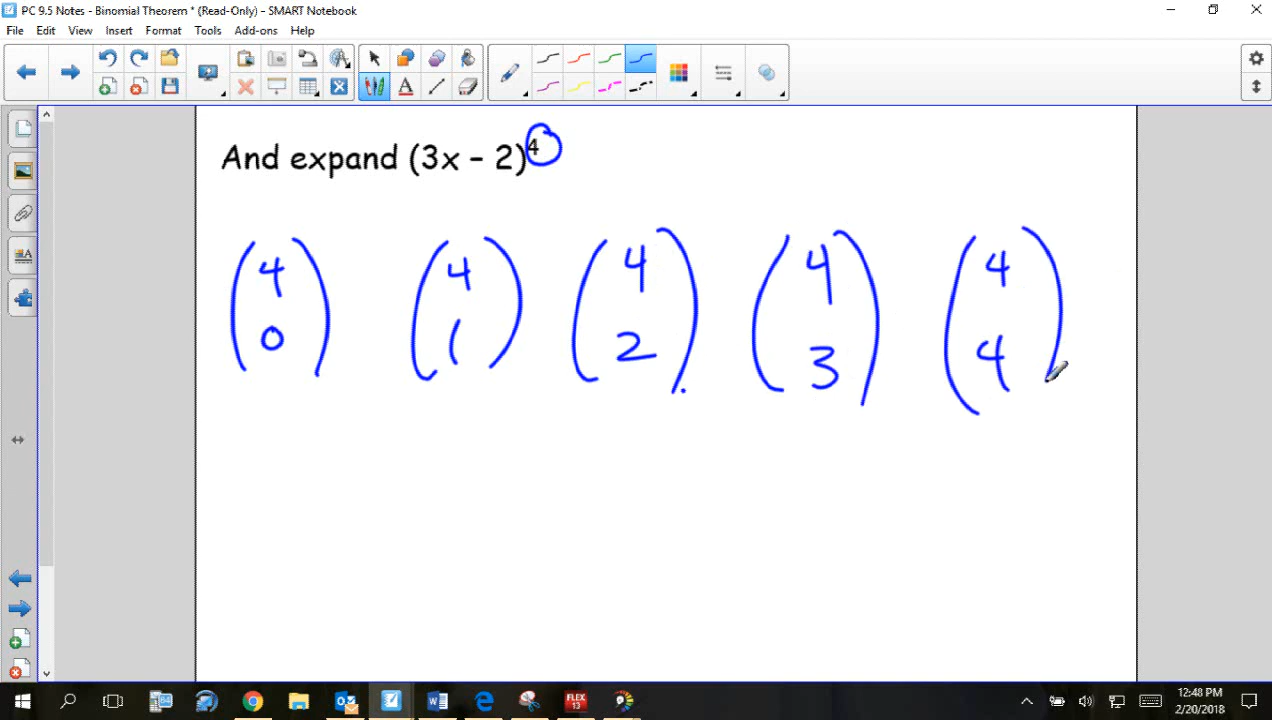 PC 9.5 Notes - Binomial Theorem * (Read-Only) - SMART Notebook
File Edit View Insert Format Tools Add-ons Help
And expand (3x – 2)⁴
4 4 4 4 4
0 1 2 3 4
FLEX
13
12:48 PM
2/20/2018